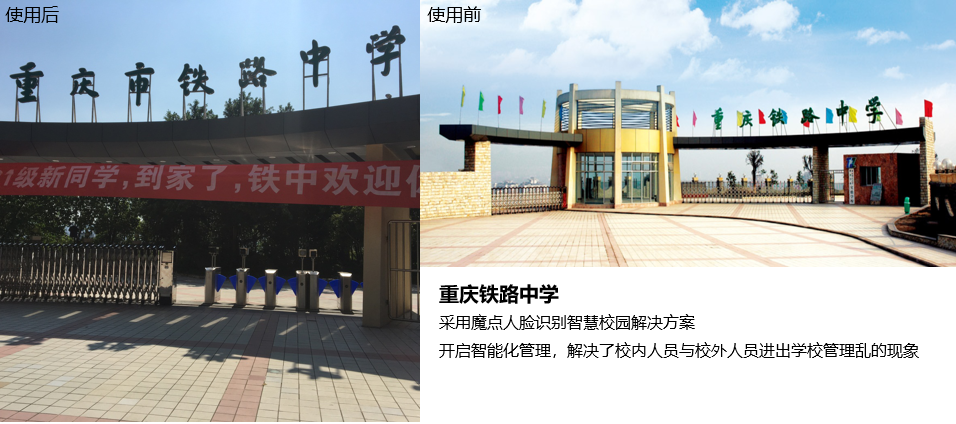 使用后
重庆市铁路中学
21级新同学,到家了,铁中欢迎
使用前
重庆铁路中学
重庆铁路中学
采用魔点人脸识别智慧校园解决方案
开启智能化管理，解决了校内人员与校外人员进出学校管理乱的现象